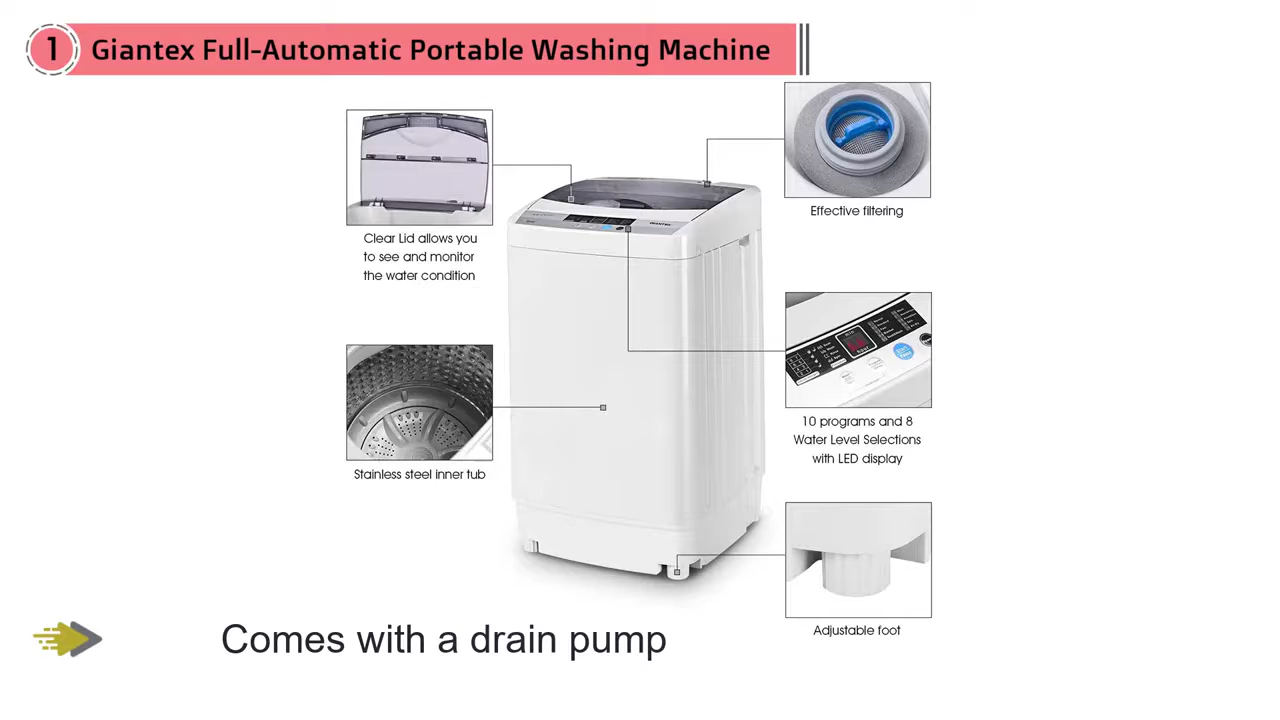 1
Giantex Full-Automatic Portable Washing Machine
Clear Lid allows you
to see and monitor
the water condition
Effective filtering
GIANTEX
10 programs and 8
Water Level Selections
with LED display
Stainless steel inner tub
Adjustable foot
Comes with a drain pump